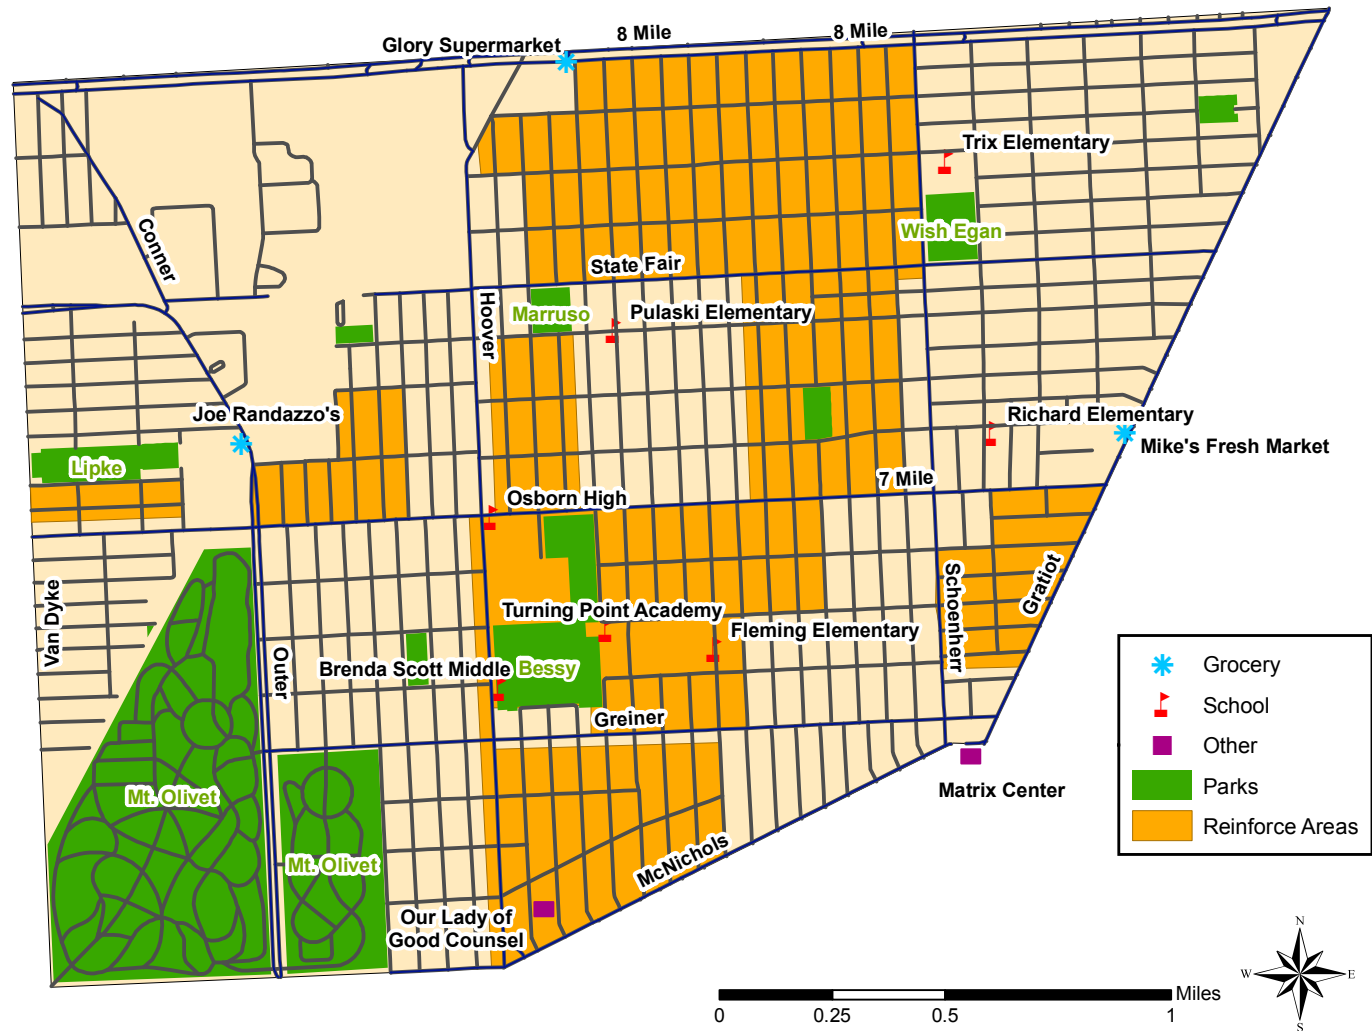 8 Mile
8 Mile
Glory Supermarket
Trix Elementary
Conner
Wish Egan
State Fair
Hoover
Marruso
Pulaski Elementary
Joe Randazzo's
Richard Elementary
Mike's Fresh Market
Lipke
7 Mile
Osborn High
Van Dyke
Schoenherr
Gratiot
Turning Point Academy
Fleming Elementary
Outer
Brenda Scott Middle
Bessy
Greiner
Mt. Olivet
Matrix Center
Mt. Olivet
McNichols
Our Lady of
Good Counsel
Grocery
School
Other
Parks
Reinforce Areas
N
W
E
S
Miles
0
0.25
0.5
1